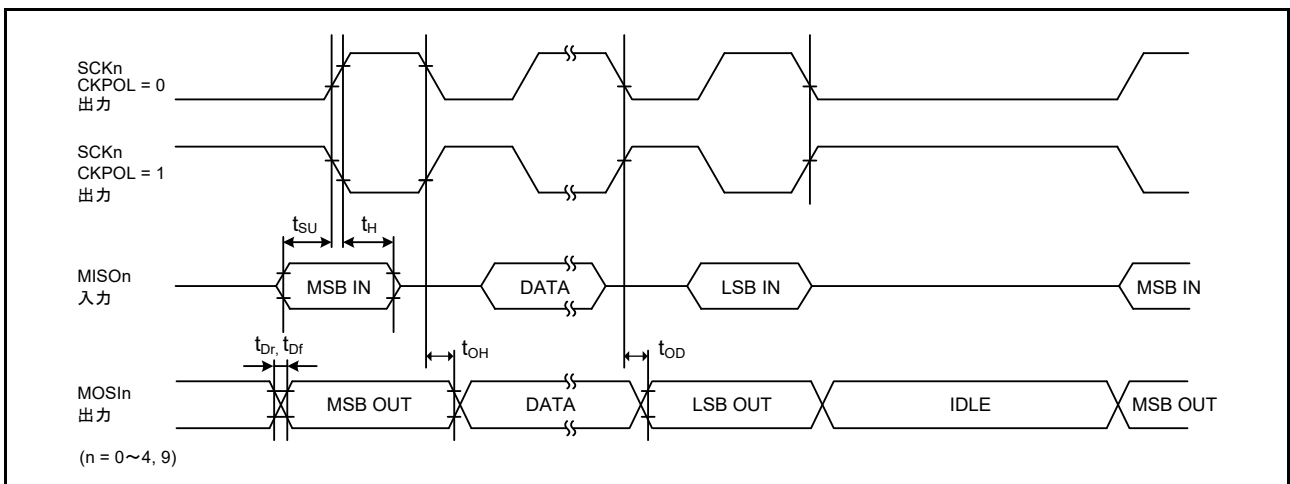 SCKn
CKPOL = 0
出力
SCKn
CKPOL = 1
出力
tSU
tH
MISOn
入力
MSB IN
DATA
LSB IN
MSB IN
tDr, tDf
tOH
tOD
MOSIn
出力
MSB OUT
DATA
LSB OUT
IDLE
MSB OUT
(n = 0～4, 9)